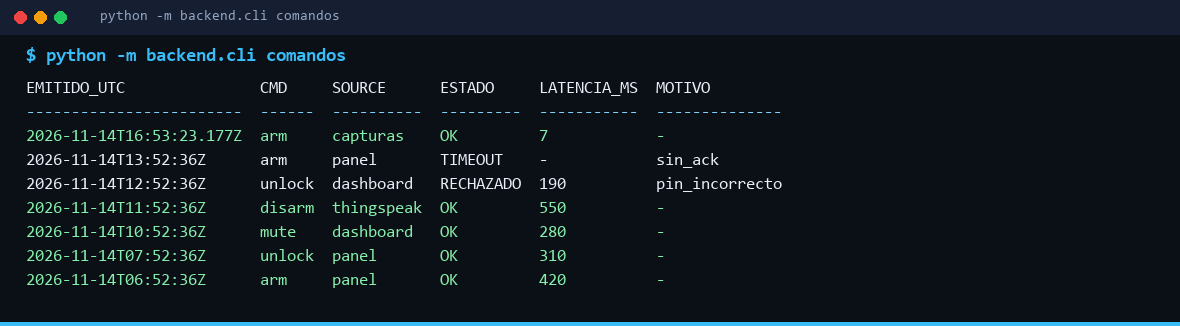 python -m backend.cli comandos
$ python -m backend.cli comandos
EMITIDO_UTC               CMD     SOURCE      ESTADO     LATENCIA_MS  MOTIVO
------------------------  ------  ----------  ---------  -----------  --------------
2026-11-14T16:53:23.177Z  arm     capturas    OK         7            -
2026-11-14T13:52:36Z      arm     panel       TIMEOUT    -            sin_ack
2026-11-14T12:52:36Z      unlock  dashboard   RECHAZADO  190          pin_incorrecto
2026-11-14T11:52:36Z      disarm  thingspeak  OK         550          -
2026-11-14T10:52:36Z      mute    dashboard   OK         280          -
2026-11-14T07:52:36Z      unlock  panel       OK         310          -
2026-11-14T06:52:36Z      arm     panel       OK         420          -